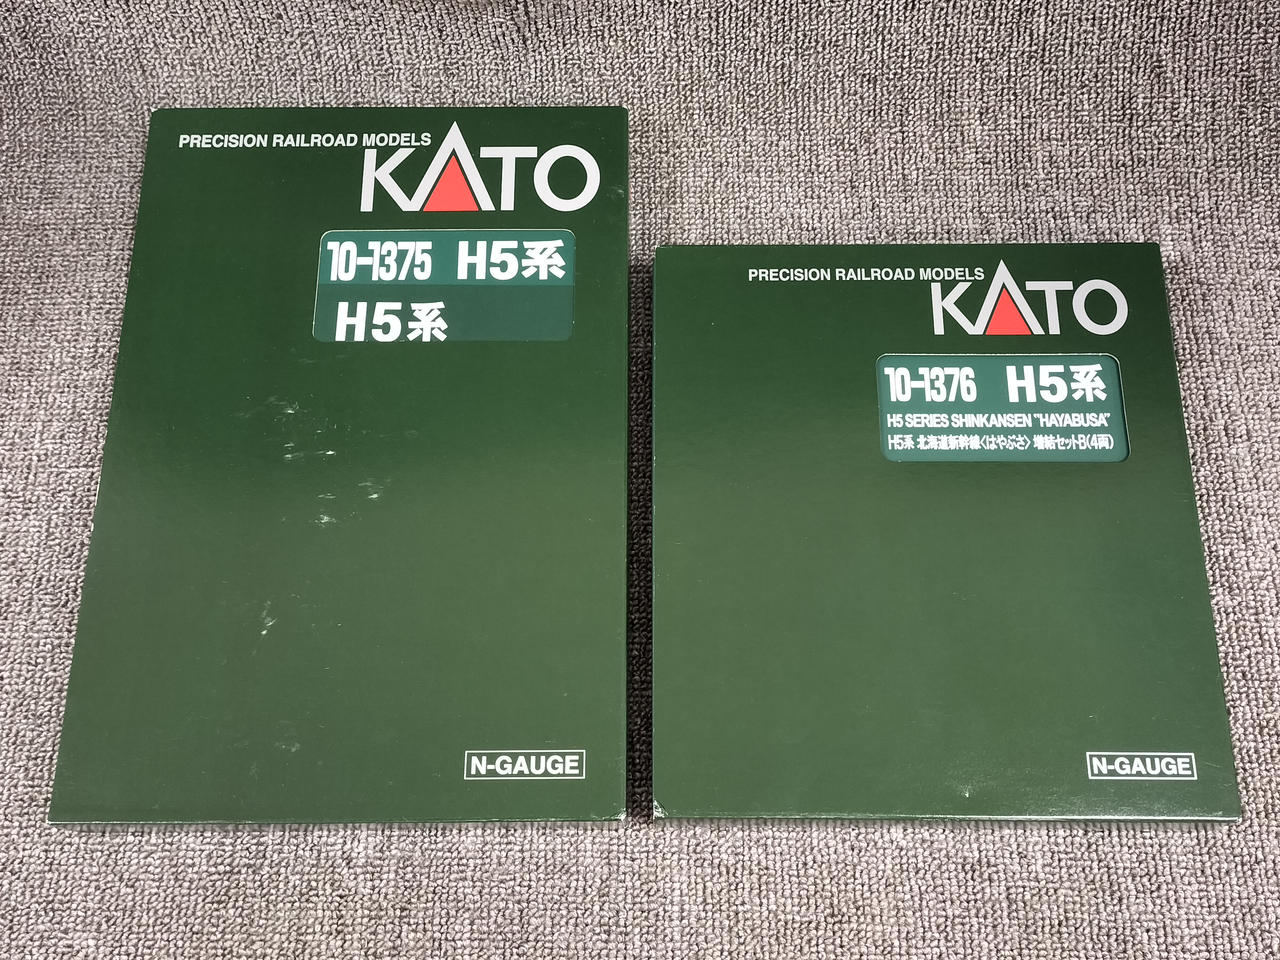 PRECISION RAILROAD MODELS
KATO
10-1375 H5系
H5系
N-GAUGE
PRECISION RAILROAD MODELS
KATO
10-1376 H5系
H5 SERIES SHINKANSEN "HAYABUSA"
H5系 北海道新幹線〈はやぶさ〉 増結セットB(4両)
N-GAUGE